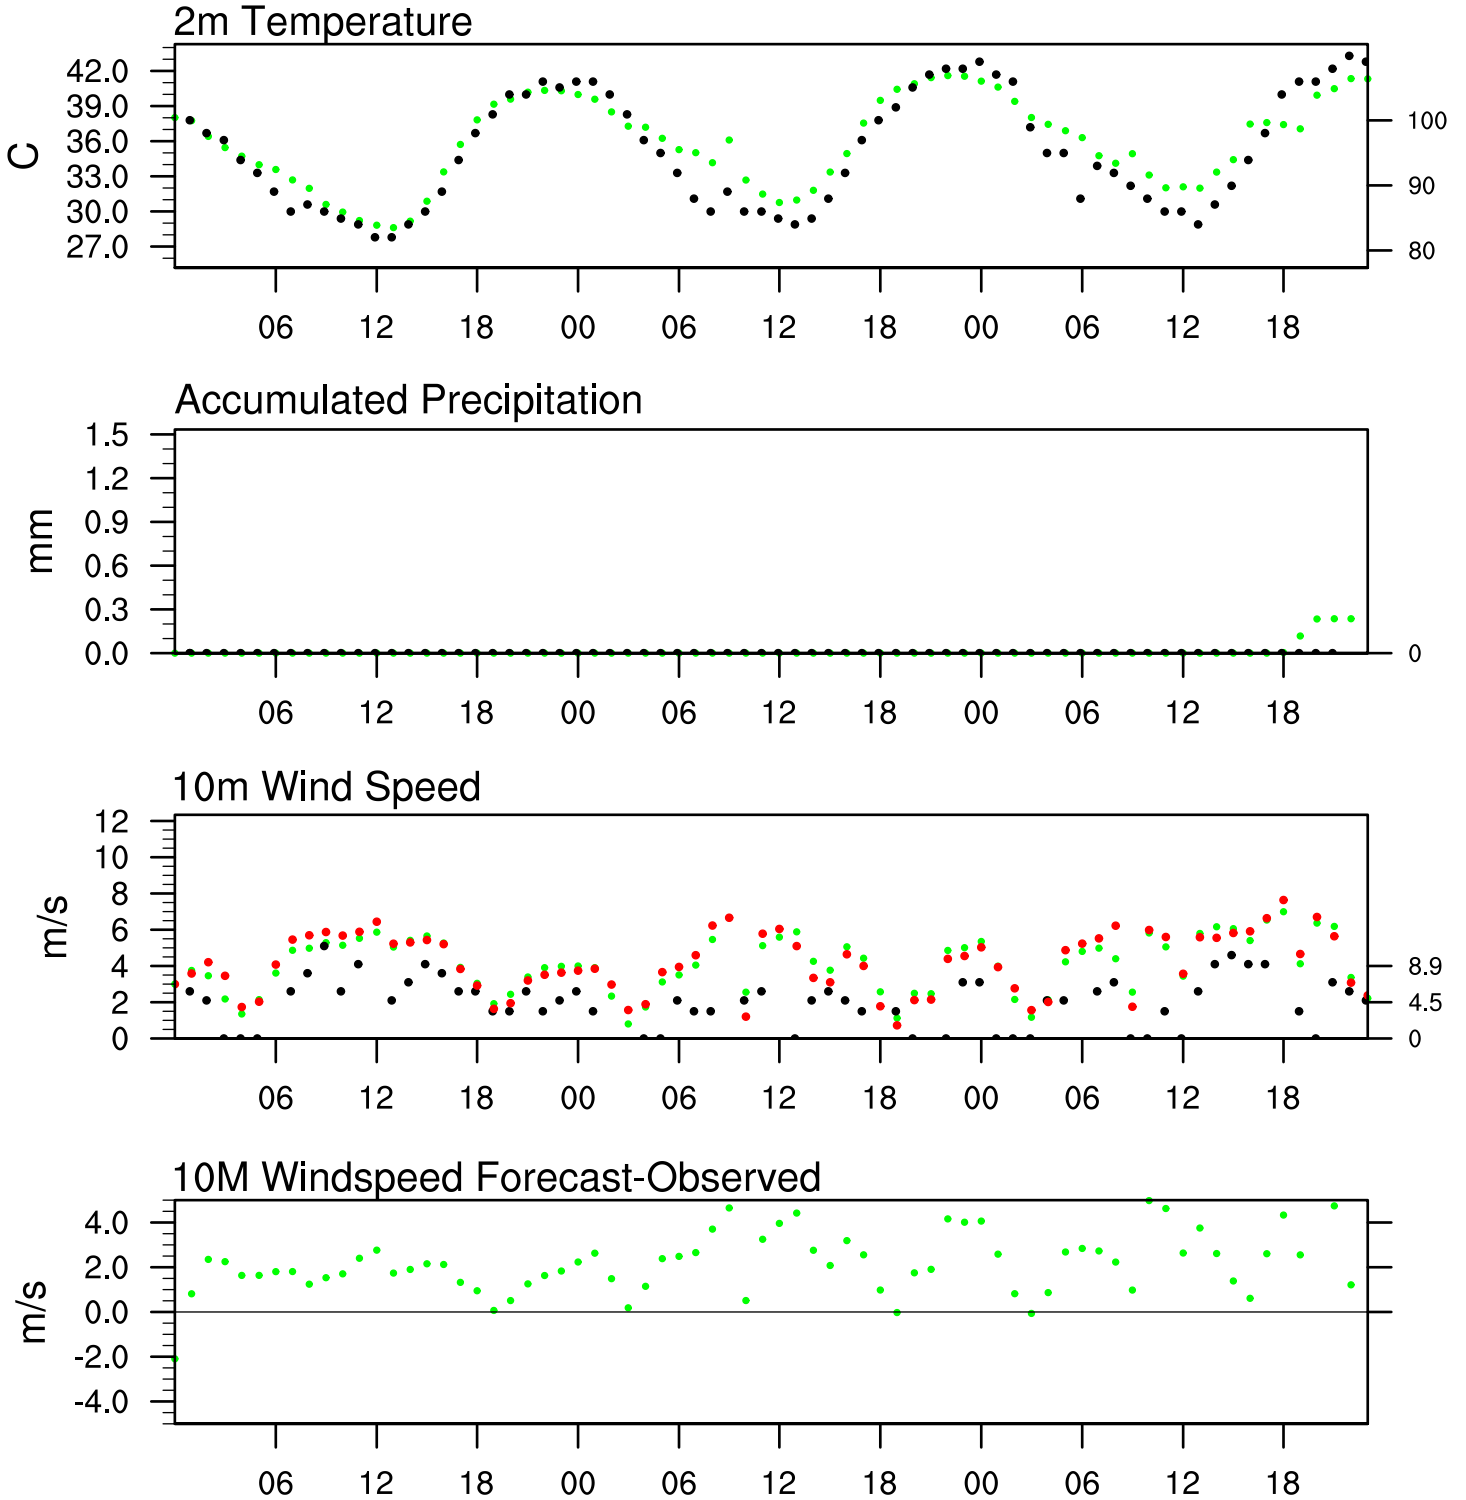 2m Temperature
42.0
39.0
36.0
33.0
30.0
27.0
C
100
90
80
06 12 18 00 06 12 18 00 06 12 18
Accumulated Precipitation
1.5
1.2
0.9
0.6
0.3
0.0
mm
0
06 12 18 00 06 12 18 00 06 12 18
10m Wind Speed
12
10
8
6
4
2
0
m/s
8.9
4.5
0
06 12 18 00 06 12 18 00 06 12 18
10M Windspeed Forecast-Observed
4.0
2.0
0.0
-2.0
-4.0
m/s
06 12 18 00 06 12 18 00 06 12 18